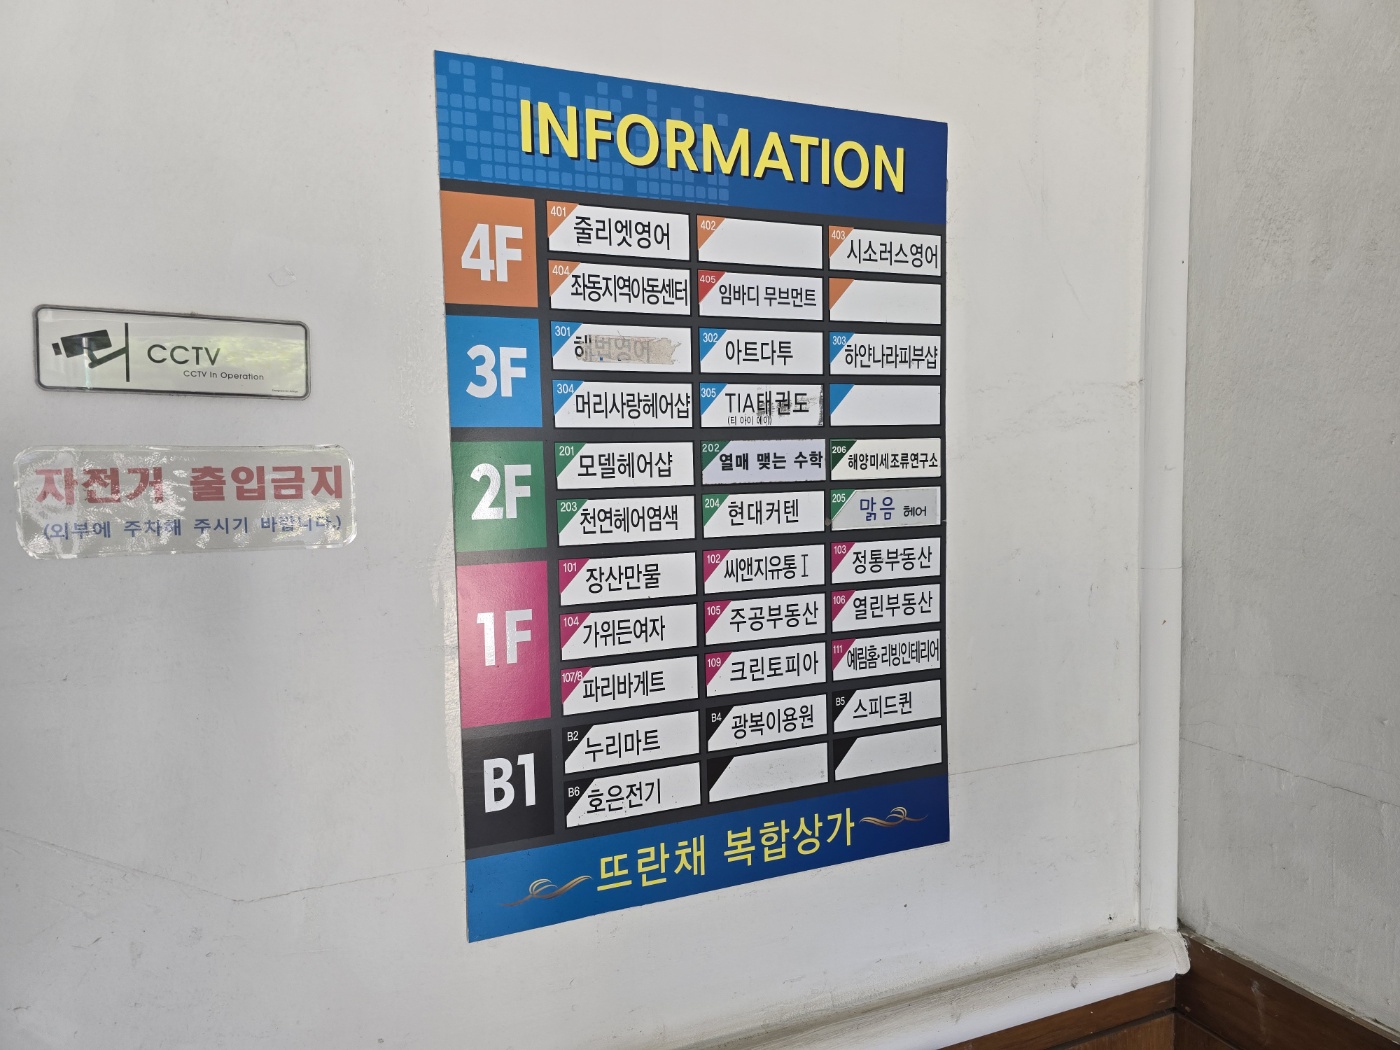 INFORMATION
4F
401 줄리엣영어
402
403 시소러스영어
404 좌동지역아동센터
405 임바디 무브먼트
3F
301 해변영어
302 아트다투
303 하얀나라피부샵
304 머리사랑헤어샵
305 TIA태권도
(티 아이 에이)
2F
201 모델헤어샵
202 열매 맺는 수학
206 해양미세조류연구소
203 천연헤어염색
204 현대커텐
205 맑음 헤어
1F
101 장산만물
102 씨앤지유통 I
103 정통부동산
104 가위든여자
105 주공부동산
106 열린부동산
107/8 파리바게트
109 크린토피아
111 예림홈·리빙인테리어
B1
B2 누리마트
B4 광복이용원
B5 스피드퀸
B6 호은전기
뜨란채 복합상가
CCTV
CCTV In Operation
자전거 출입금지
(외부에 주차해 주시기 바랍니다.)